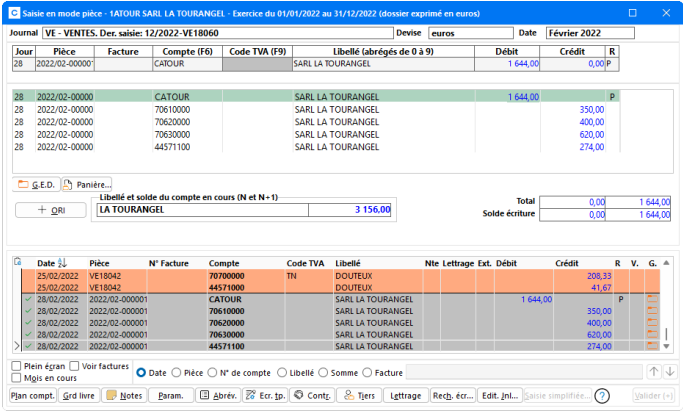 Saisie en mode pièce - 1ATOUR SARL LA TOURANGEL - Exercice du 01/01/2022 au 31/12/2022 (dossier exprimé en euros)
Journal VE - VENTES. Der. saisie: 12/2022-VE18060 Devise euros Date Février 2022
Jour Pièce Facture Compte (F6) Code TVA (F9) Libellé (abrégés de 0 à 9) Débit Crédit R
28 2022/02-00000 CATOUR SARL LA TOURANGEL 1 644,00 0,00 P
28 2022/02-00000 CATOUR SARL LA TOURANGEL 1 644,00 P
28 2022/02-00000 70610000 SARL LA TOURANGEL 350,00
28 2022/02-00000 70620000 SARL LA TOURANGEL 400,00
28 2022/02-00000 70630000 SARL LA TOURANGEL 620,00
28 2022/02-00000 44571100 SARL LA TOURANGEL 274,00
G.E.D. Panière...
Libellé et solde du compte en cours (N et N+1)
+ ORI LA TOURANGEL 3 156,00
Total 0,00 1 644,00
Solde écriture 0,00 1 644,00
Date Pièce N° Facture Compte Code TVA Libellé Nte Lettrage Ext. Débit Crédit R V. G.
25/02/2022 VE18042 70700000 TN DOUTEUX 208,33
25/02/2022 VE18042 44571000 DOUTEUX 41,67
28/02/2022 2022/02-000001 CATOUR SARL LA TOURANGEL 1 644,00 P
28/02/2022 2022/02-000001 70610000 SARL LA TOURANGEL 350,00
28/02/2022 2022/02-000001 70620000 SARL LA TOURANGEL 400,00
28/02/2022 2022/02-000001 70630000 SARL LA TOURANGEL 620,00
28/02/2022 2022/02-000001 44571100 SARL LA TOURANGEL 274,00
Plein écran Voir factures
Mois en cours
Date Pièce N° de compte Libellé Somme Facture
Plan compt. Grd livre Notes Param. Abrév. Ecr. tp. Contr. Tiers Lettrage Rech. écr... Edit. Jnl... Saisie simplifiée... ? Valider (+)